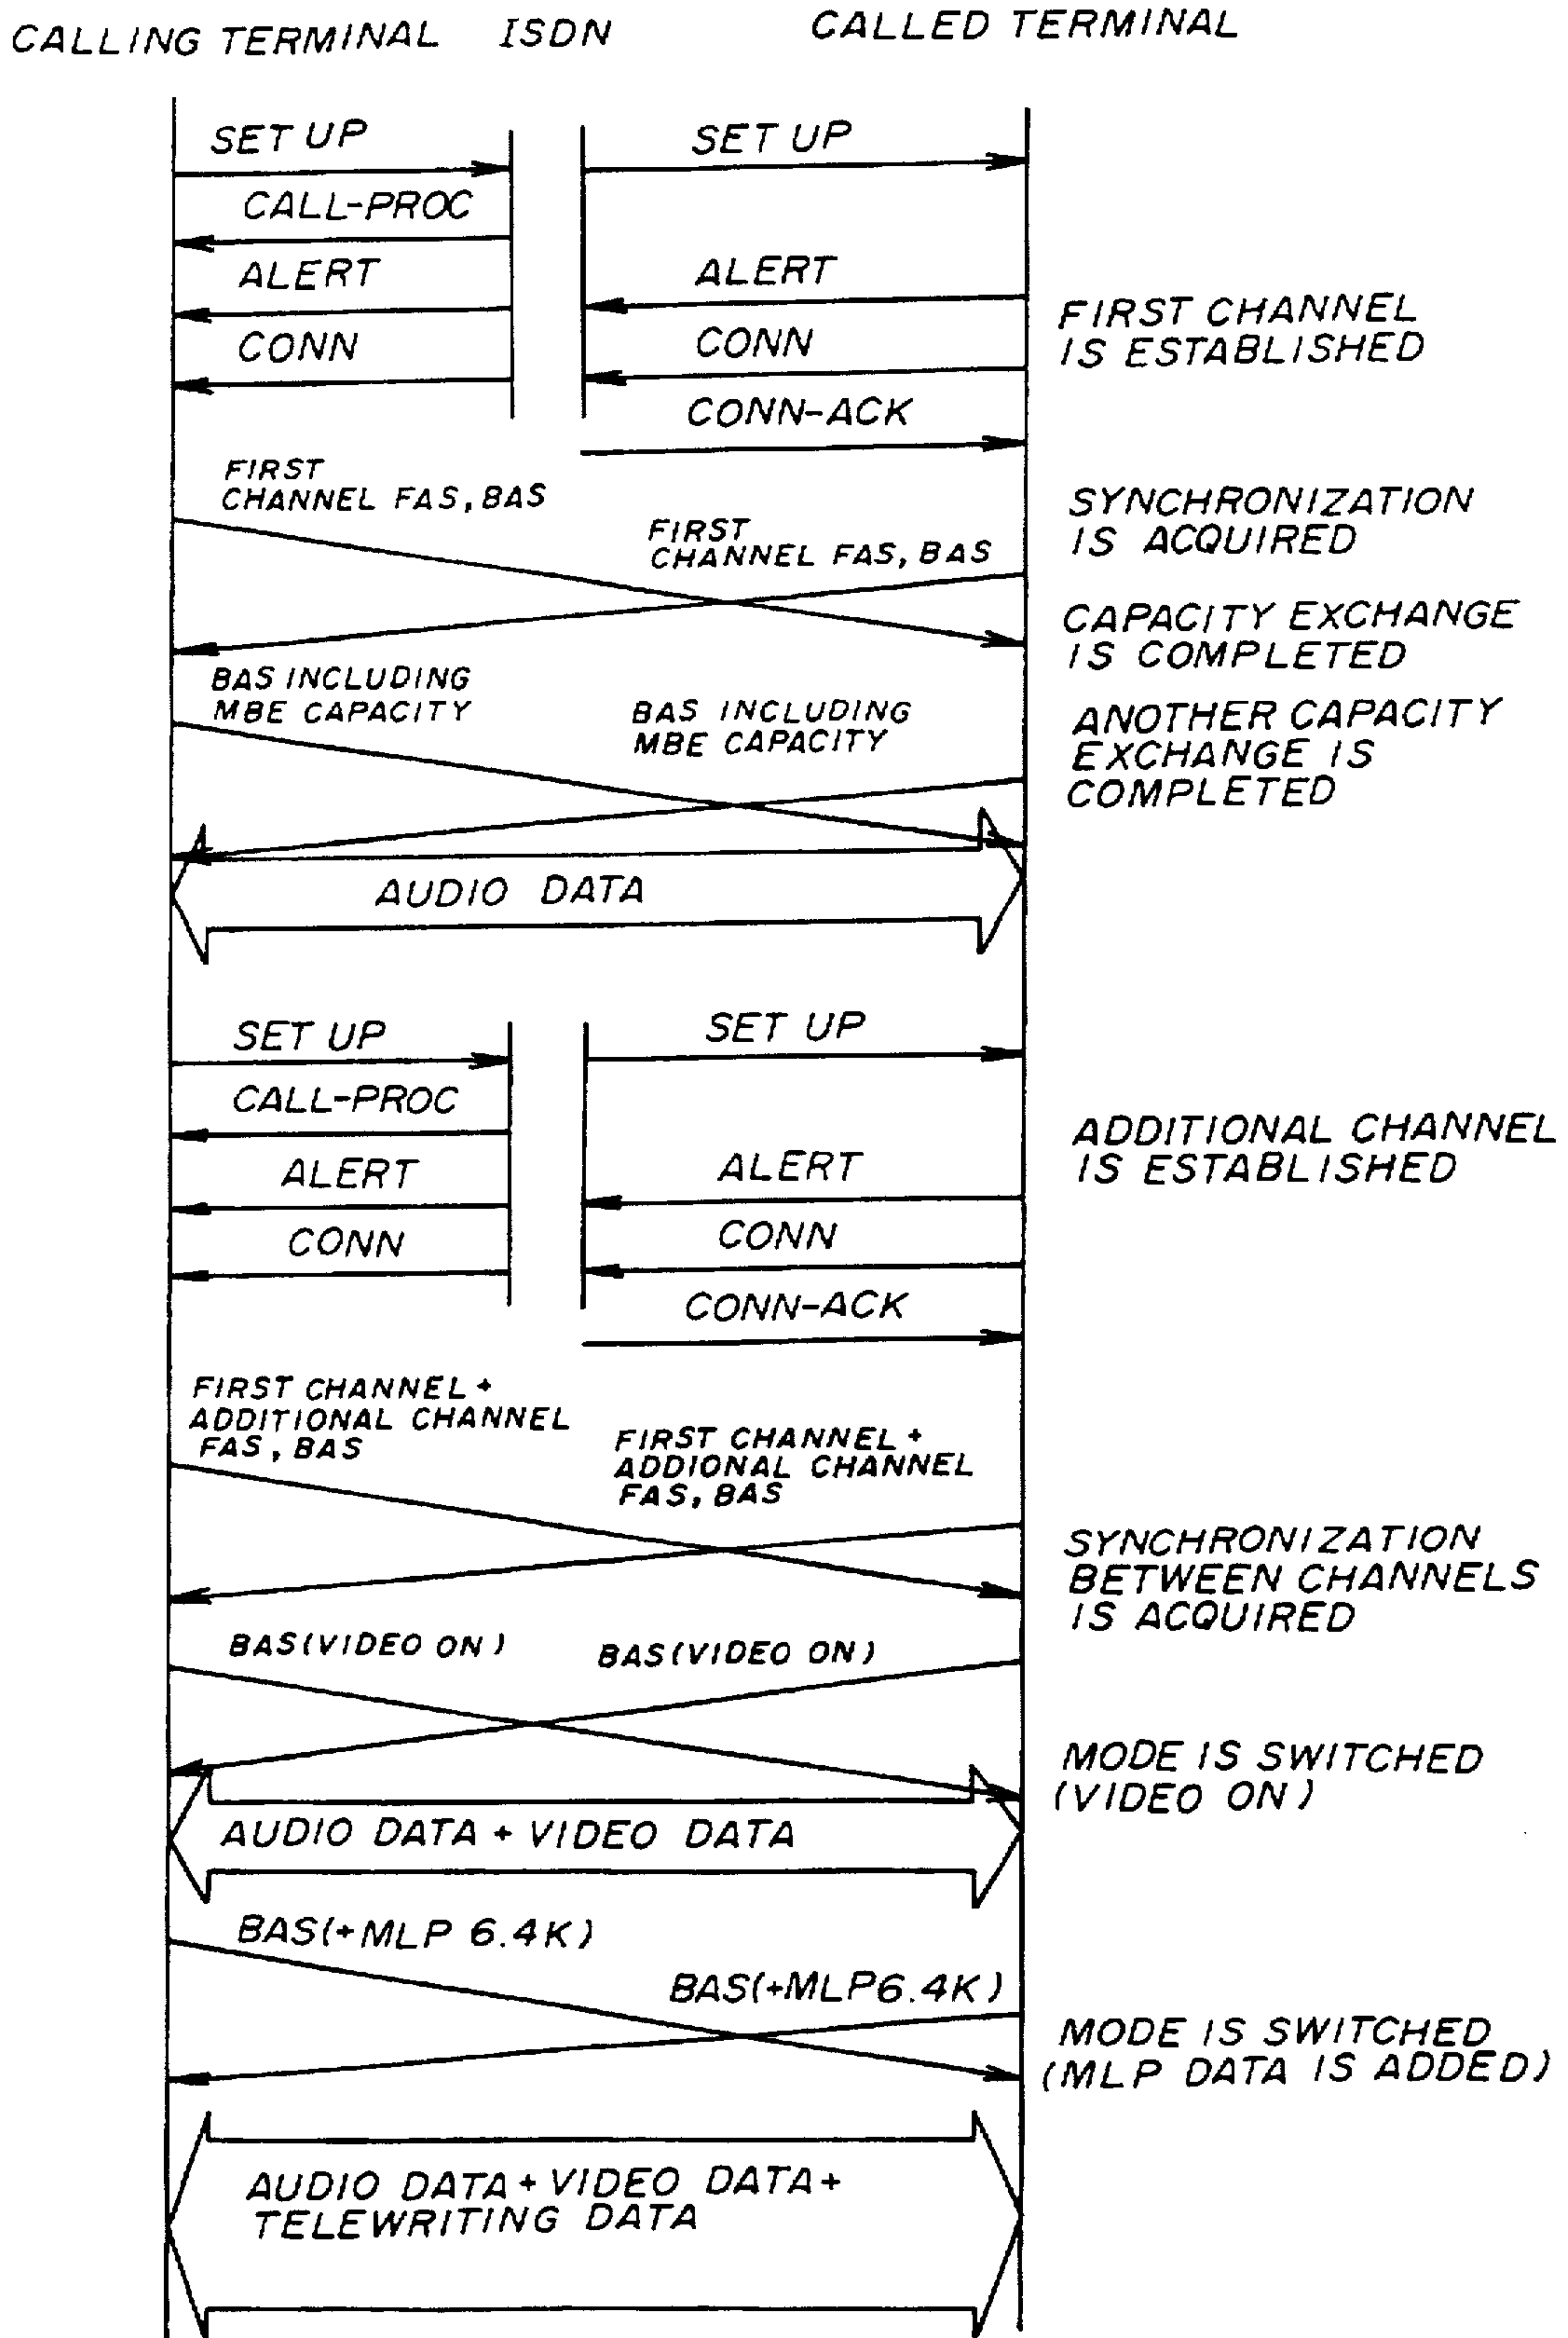 CALLING TERMINAL ISDN CALLED TERMINAL
SET UP
SET UP
CALL-PROC
ALERT
ALERT
FIRST CHANNEL
IS ESTABLISHED
CONN
CONN
CONN-ACK
FIRST
CHANNEL FAS, BAS
FIRST
CHANNEL FAS, BAS
SYNCHRONIZATION
IS ACQUIRED
CAPACITY EXCHANGE
IS COMPLETED
BAS INCLUDING
MBE CAPACITY
BAS INCLUDING
MBE CAPACITY
ANOTHER CAPACITY
EXCHANGE IS
COMPLETED
AUDIO DATA
SET UP
SET UP
CALL-PROC
ADDITIONAL CHANNEL
IS ESTABLISHED
ALERT
ALERT
CONN
CONN
CONN-ACK
FIRST CHANNEL +
ADDITIONAL CHANNEL
FAS, BAS
FIRST CHANNEL +
ADDIONAL CHANNEL
FAS, BAS
SYNCHRONIZATION
BETWEEN CHANNELS
IS ACQUIRED
BAS(VIDEO ON)
BAS(VIDEO ON)
MODE IS SWITCHED
(VIDEO ON)
AUDIO DATA + VIDEO DATA
BAS(+MLP 6.4K)
BAS(+MLP6.4K)
MODE IS SWITCHED
(MLP DATA IS ADDED)
AUDIO DATA+VIDEO DATA+
TELEWRITING DATA